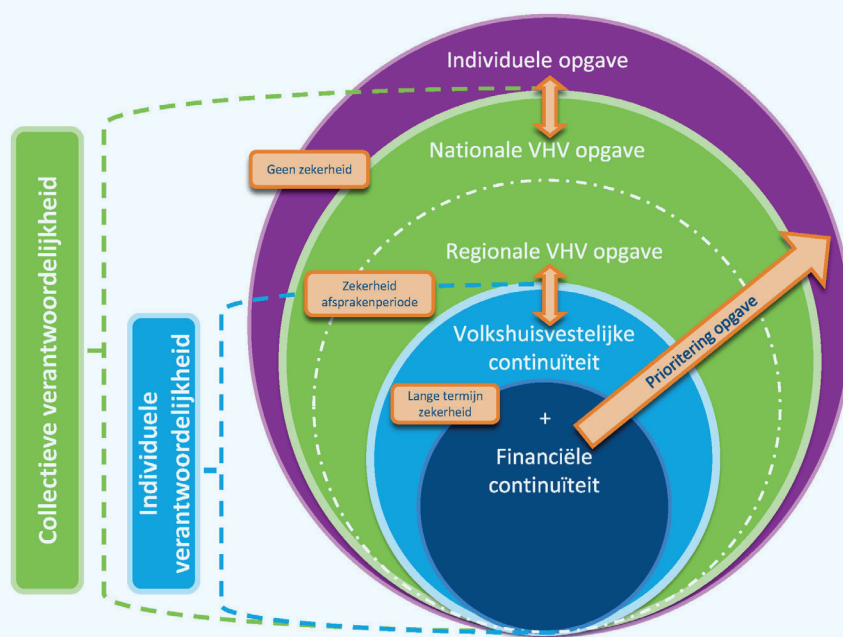 Individuele opgave
Nationale VHV opgave
Geen zekerheid
Regionale VHV opgave
Zekerheid
afsprakenperiode
Volkshuisvestelijke
continuïteit
Prioritering opgave
Lange termijn
zekerheid
+
Financiële
continuïteit
Collectieve verantwoordelijkheid
Individuele
verantwoordelijkheid